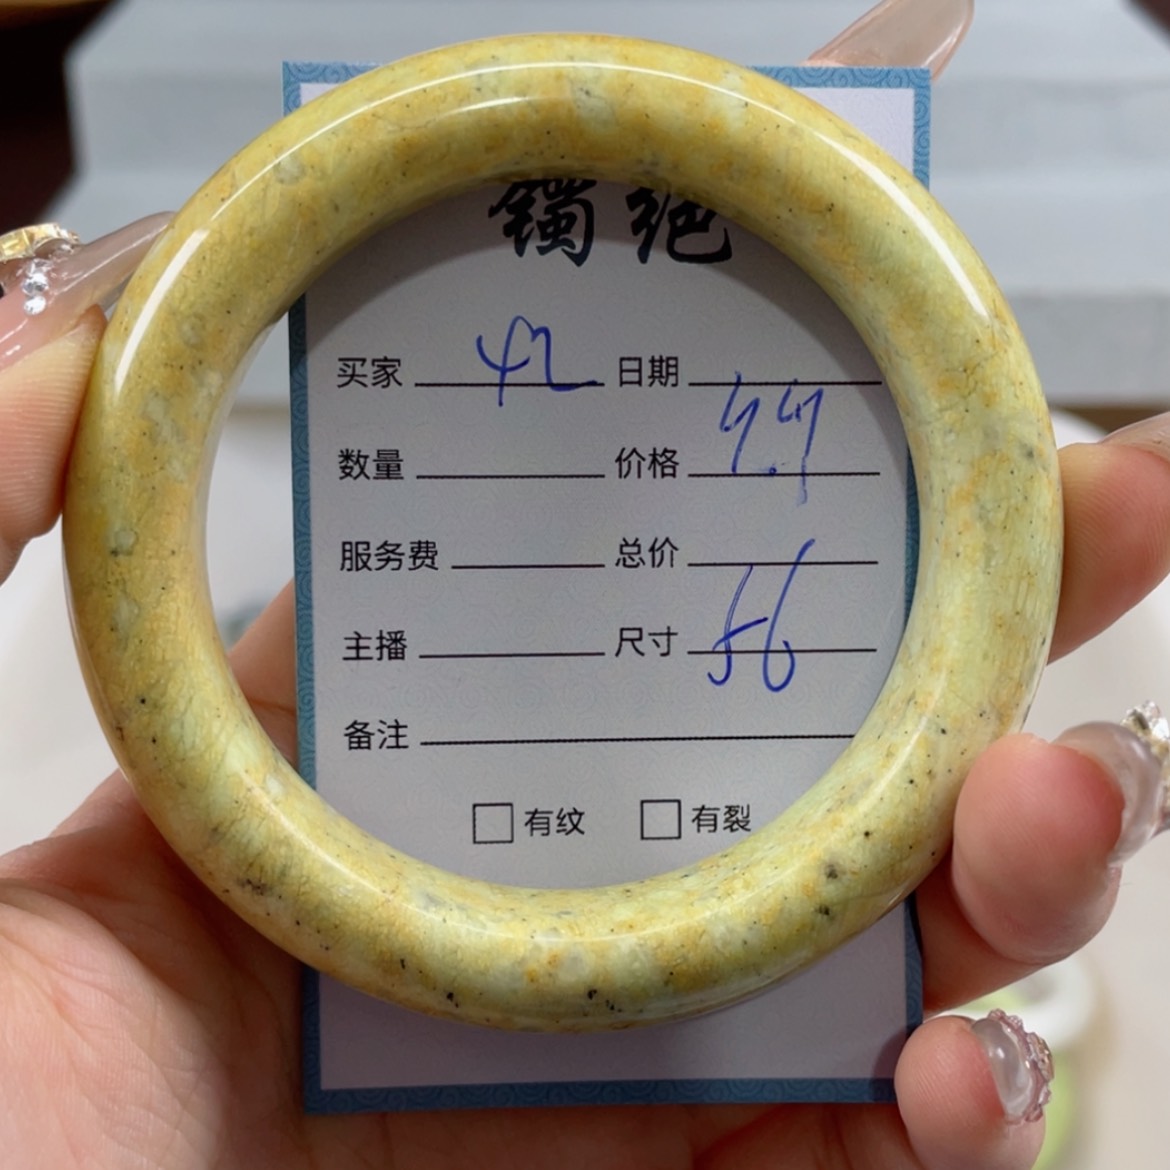 镯绝
买家 42 日期
数量 价格
服务费 总价
主播 尺寸 56
备注
□ 有纹 □ 有裂